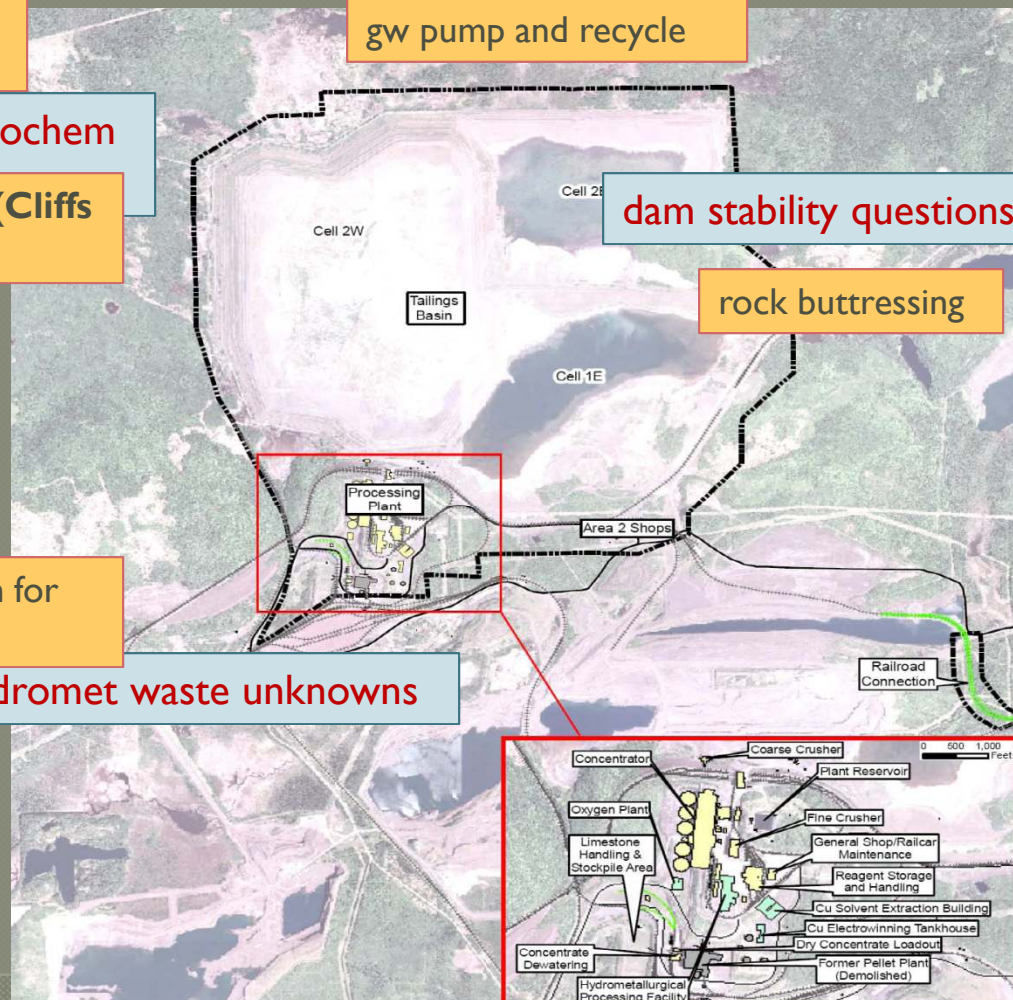 gw pump and recycle
ochem
(Cliffs
Cell 2W
Cell 2E
dam stability questions
Tailings
Basin
rock buttressing
Cell 1E
Processing
Plant
Area 2 Shops
for
dromet waste unknowns
Railroad
Connection
0 500 1,000
Feet
Coarse Crusher
Concentrator
Plant Reservoir
Oxygen Plant
Fine Crusher
Limestone
Handling &
Stockpile Area
General Shop/Railcar
Maintenance
Reagent Storage
and Handling
Cu Solvent Extraction Building
Cu Electrowinning Tankhouse
Dry Concentrate Loadout
Concentrate
Dewatering
Former Pellet Plant
(Demolished)
Hydrometallurgical
Processing Facility